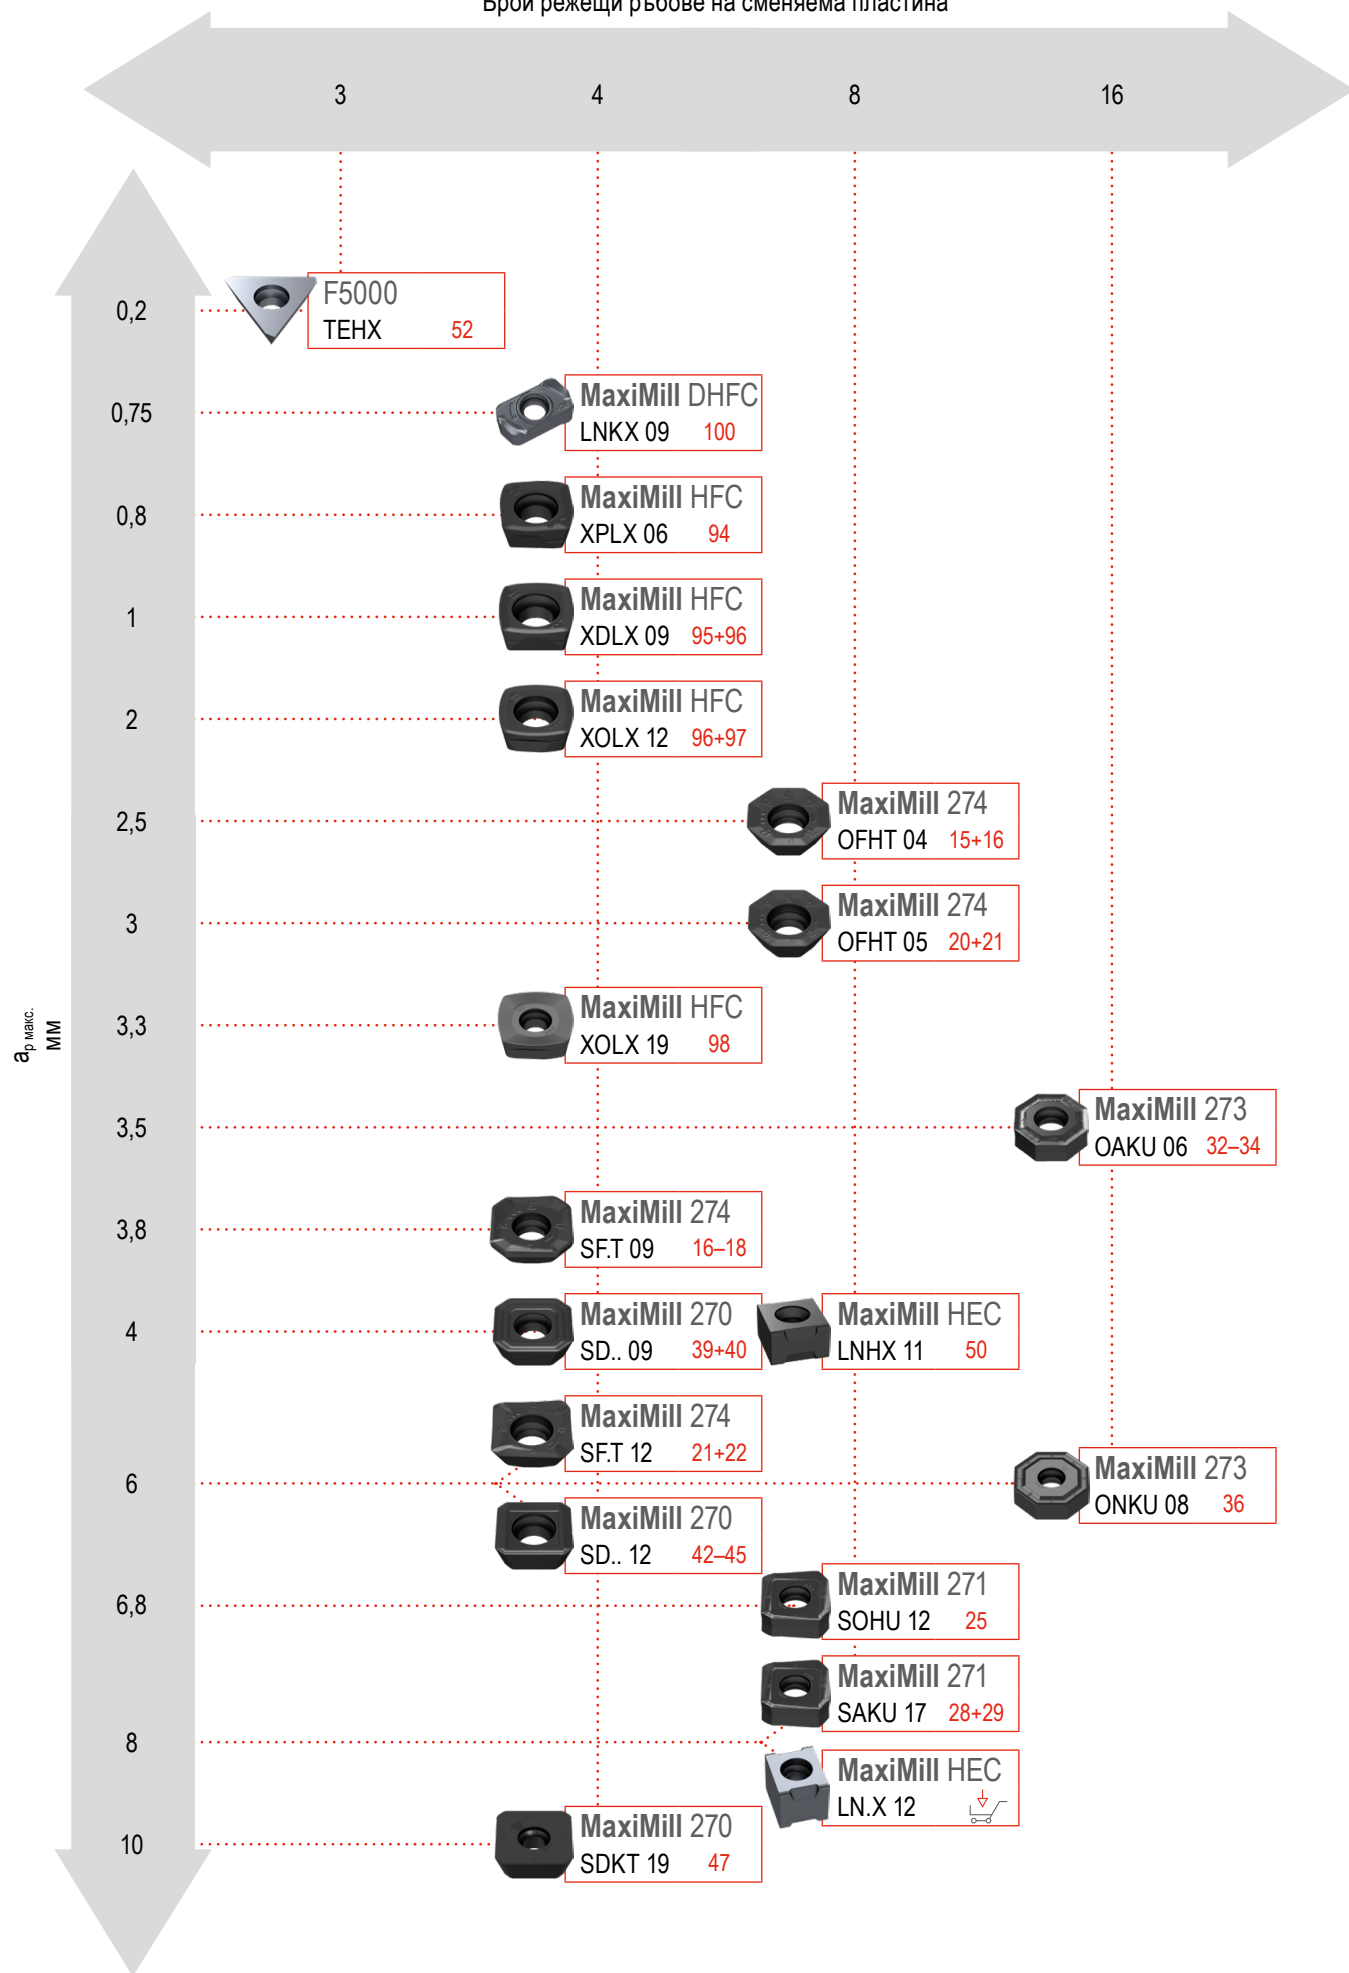 Брой режещи ръбове на сменяема пластина
3 4 8 16
0,2
F5000
TEHX 52
0,75
MaxiMill DHFC
LNKX 09 100
0,8
MaxiMill HFC
XPLX 06 94
1
MaxiMill HFC
XDLX 09 95+96
2
MaxiMill HFC
XOLX 12 96+97
2,5
MaxiMill 274
OFHT 04 15+16
3
MaxiMill 274
OFHT 05 20+21
aр макс.
мм
3,3
MaxiMill HFC
XOLX 19 98
3,5
MaxiMill 273
OAKU 06 32–34
3,8
MaxiMill 274
SF.T 09 16–18
4
MaxiMill 270
SD.. 09 39+40
MaxiMill HEC
LNHX 11 50
MaxiMill 274
SF.T 12 21+22
6
MaxiMill 273
ONKU 08 36
MaxiMill 270
SD.. 12 42–45
6,8
MaxiMill 271
SOHU 12 25
MaxiMill 271
SAKU 17 28+29
8
MaxiMill HEC
LN.X 12
10
MaxiMill 270
SDKT 19 47